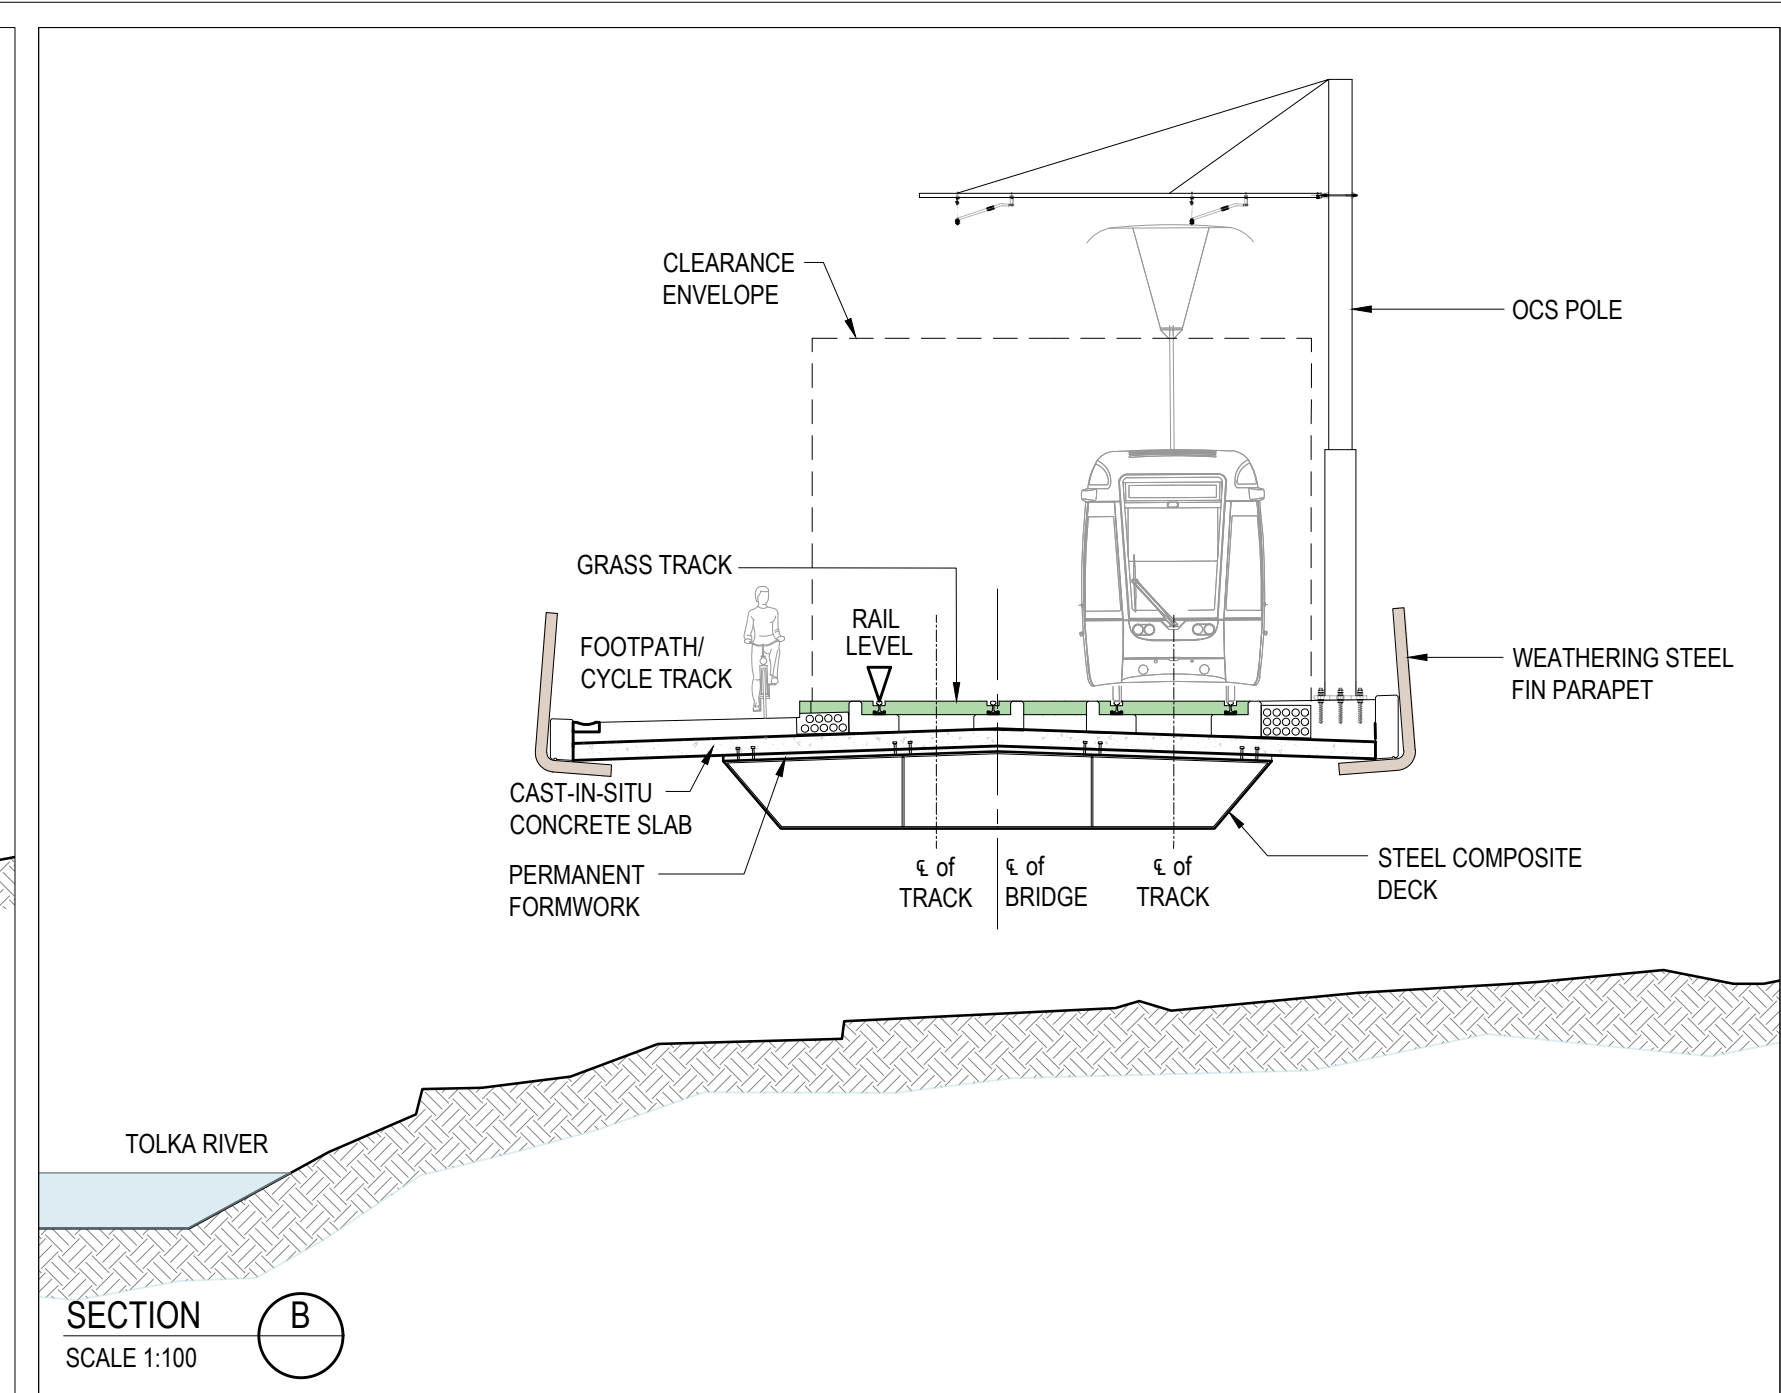 CLEARANCE
ENVELOPE
OCS POLE
GRASS TRACK
RAIL
LEVEL
FOOTPATH/
CYCLE TRACK
WEATHERING STEEL
FIN PARAPET
CAST-IN-SITU
CONCRETE SLAB
PERMANENT
FORMWORK
℄ of
TRACK
℄ of
BRIDGE
℄ of
TRACK
STEEL COMPOSITE
DECK
TOLKA RIVER
SECTION
B
SCALE 1:100